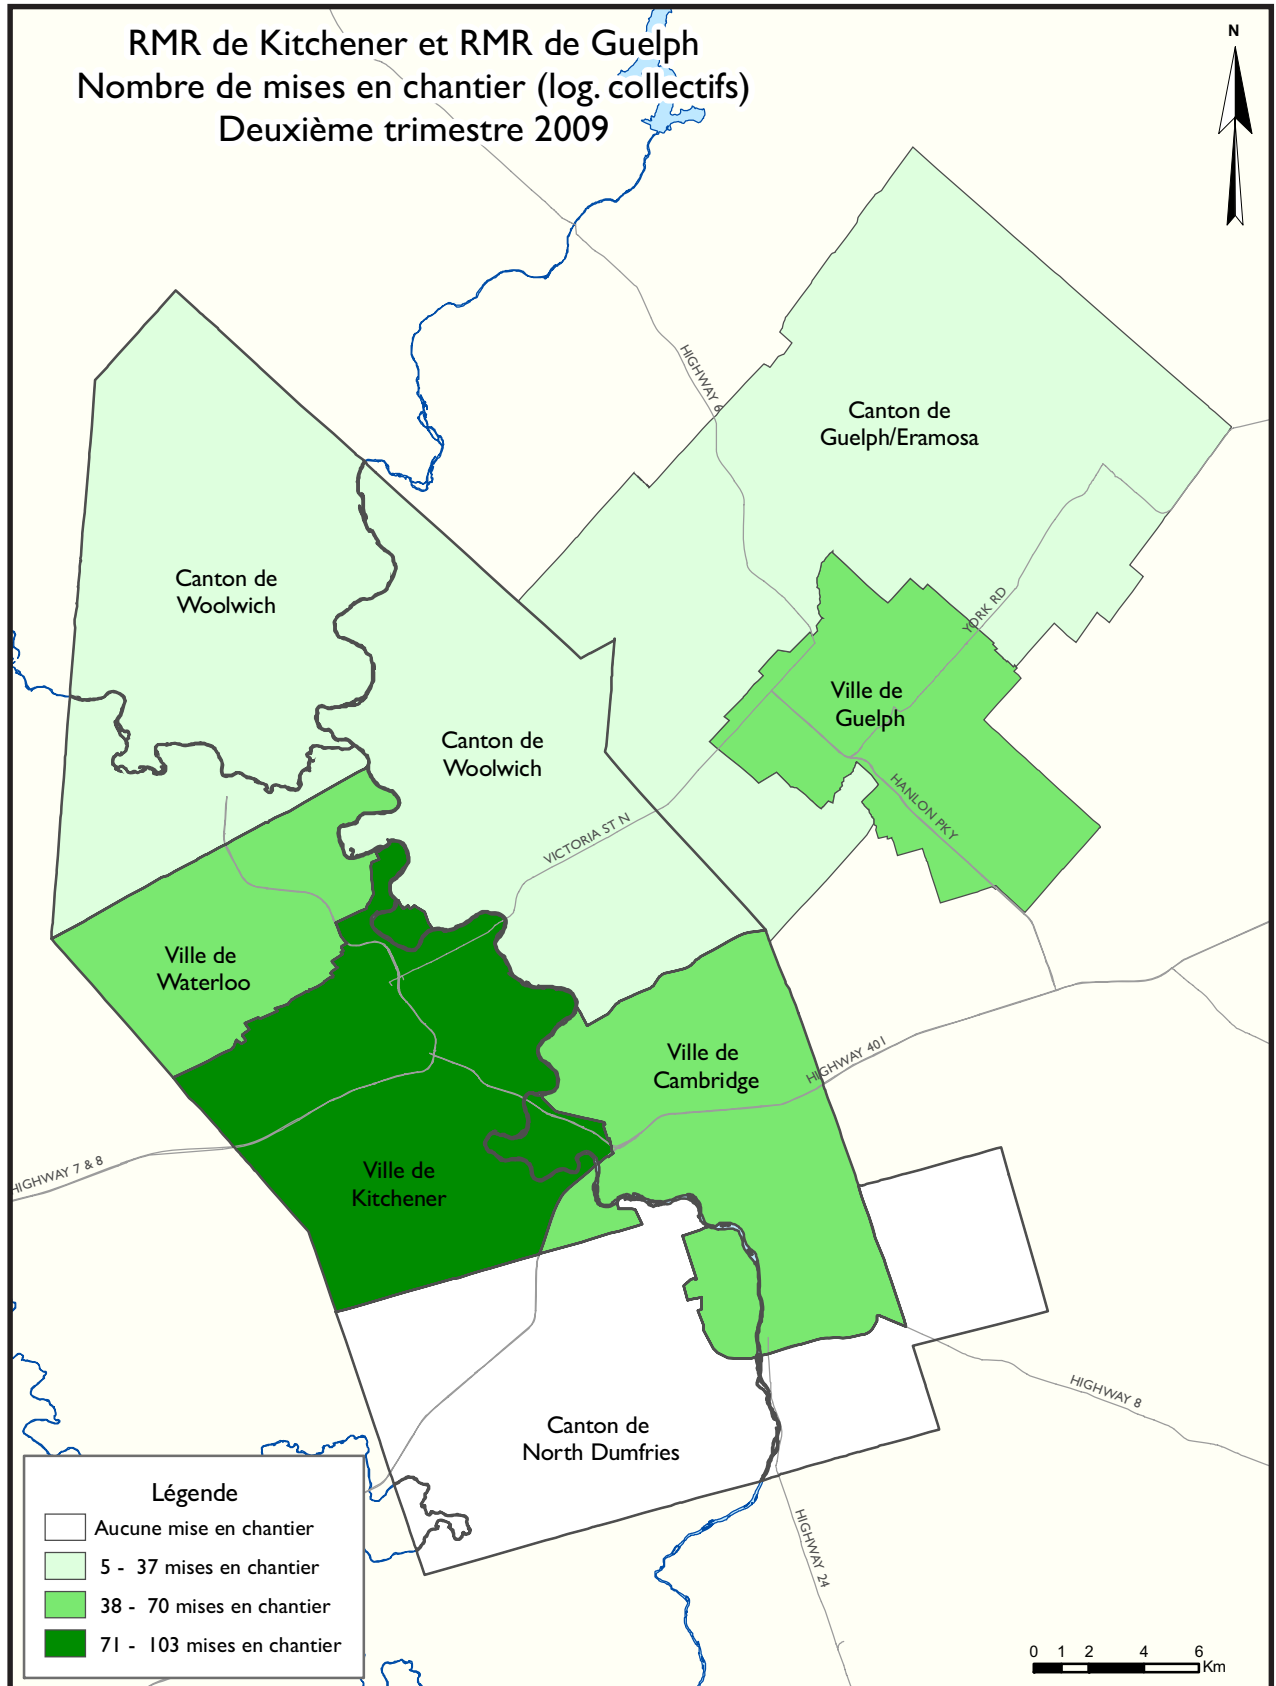 RMR de Kitchener et RMR de Guelph
Nombre de mises en chantier (log. collectifs)
Deuxième trimestre 2009
N
HIGHWAY 6
Canton de
Guelph/Eramosa
Canton de
Woolwich
YORK RD
Ville de
Guelph
Canton de
Woolwich
HANLON PKY
VICTORIA ST N
Ville de
Waterloo
Ville de
Cambridge
HIGHWAY 401
HIGHWAY 7 & 8
Ville de
Kitchener
HIGHWAY 8
Canton de
North Dumfries
HIGHWAY 24
Légende
Aucune mise en chantier
5 - 37 mises en chantier
38 - 70 mises en chantier
71 - 103 mises en chantier
0 1 2 4 6
Km